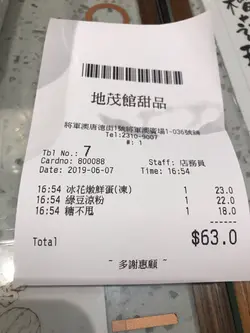 地茂館甜品
將軍澳唐德街1號將軍澳廣場1-036號舖
Tel:2310-9007
#: 1
Tbl No.: 7
Cardno: 800088 Staff: 店務員
Date: 2019-06-07 Time: 16:54
16:54 冰花燉鮮蛋(凍) 1 23.0
16:54 綠豆涼粉 1 22.0
16:54 糖不甩 1 18.0
Total $63.0
- 多謝惠顧 -